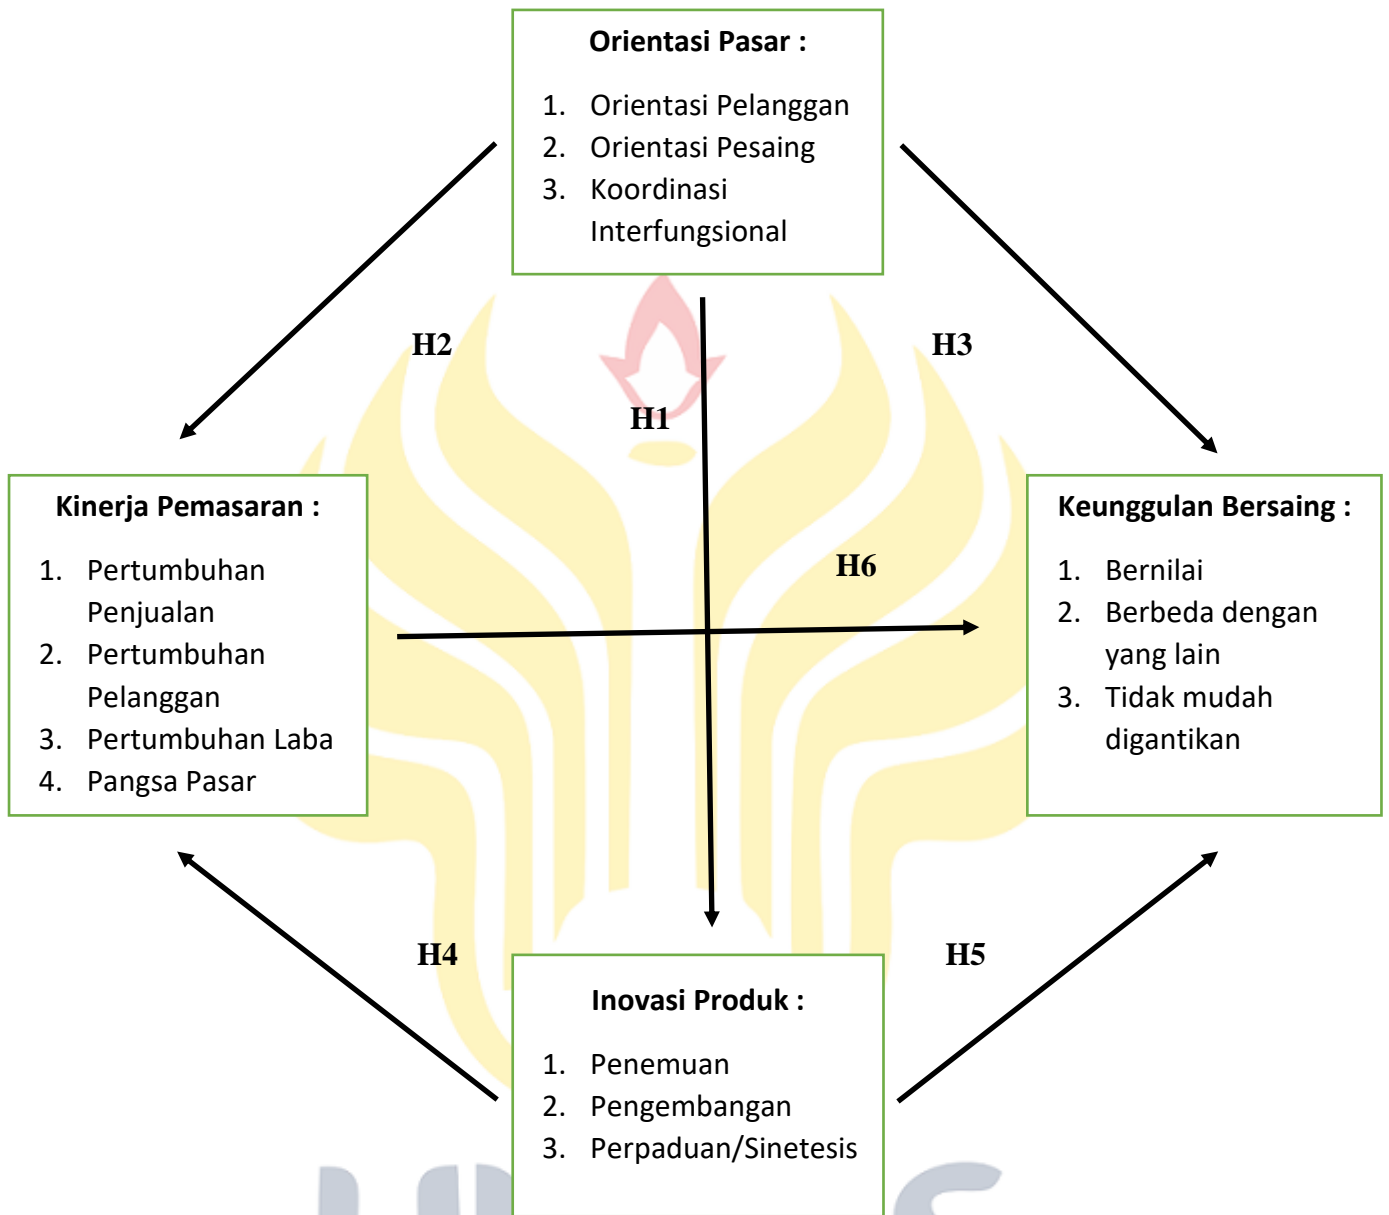 Orientasi Pasar :
1. Orientasi Pelanggan
2. Orientasi Pesaing
3. Koordinasi
Interfungsional
H2
H3
H1
Kinerja Pemasaran :
1. Pertumbuhan
Penjualan
2. Pertumbuhan
Pelanggan
3. Pertumbuhan Laba
4. Pangsa Pasar
H6
Keunggulan Bersaing :
1. Bernilai
2. Berbeda dengan
yang lain
3. Tidak mudah
digantikan
H4
H5
Inovasi Produk :
1. Penemuan
2. Pengembangan
3. Perpaduan/Sinetesis